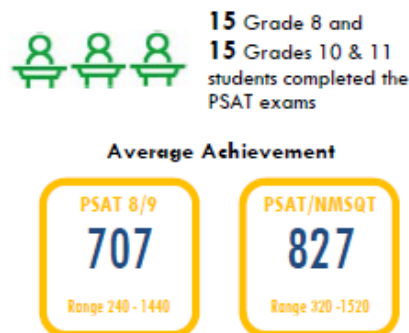 15 Grade 8 and
15 Grades 10 & 11
students completed the
PSAT exams
Average Achievement
PSAT 8/9
707
Range 240 - 1440
PSAT/NMSQT
827
Range 320 -1520